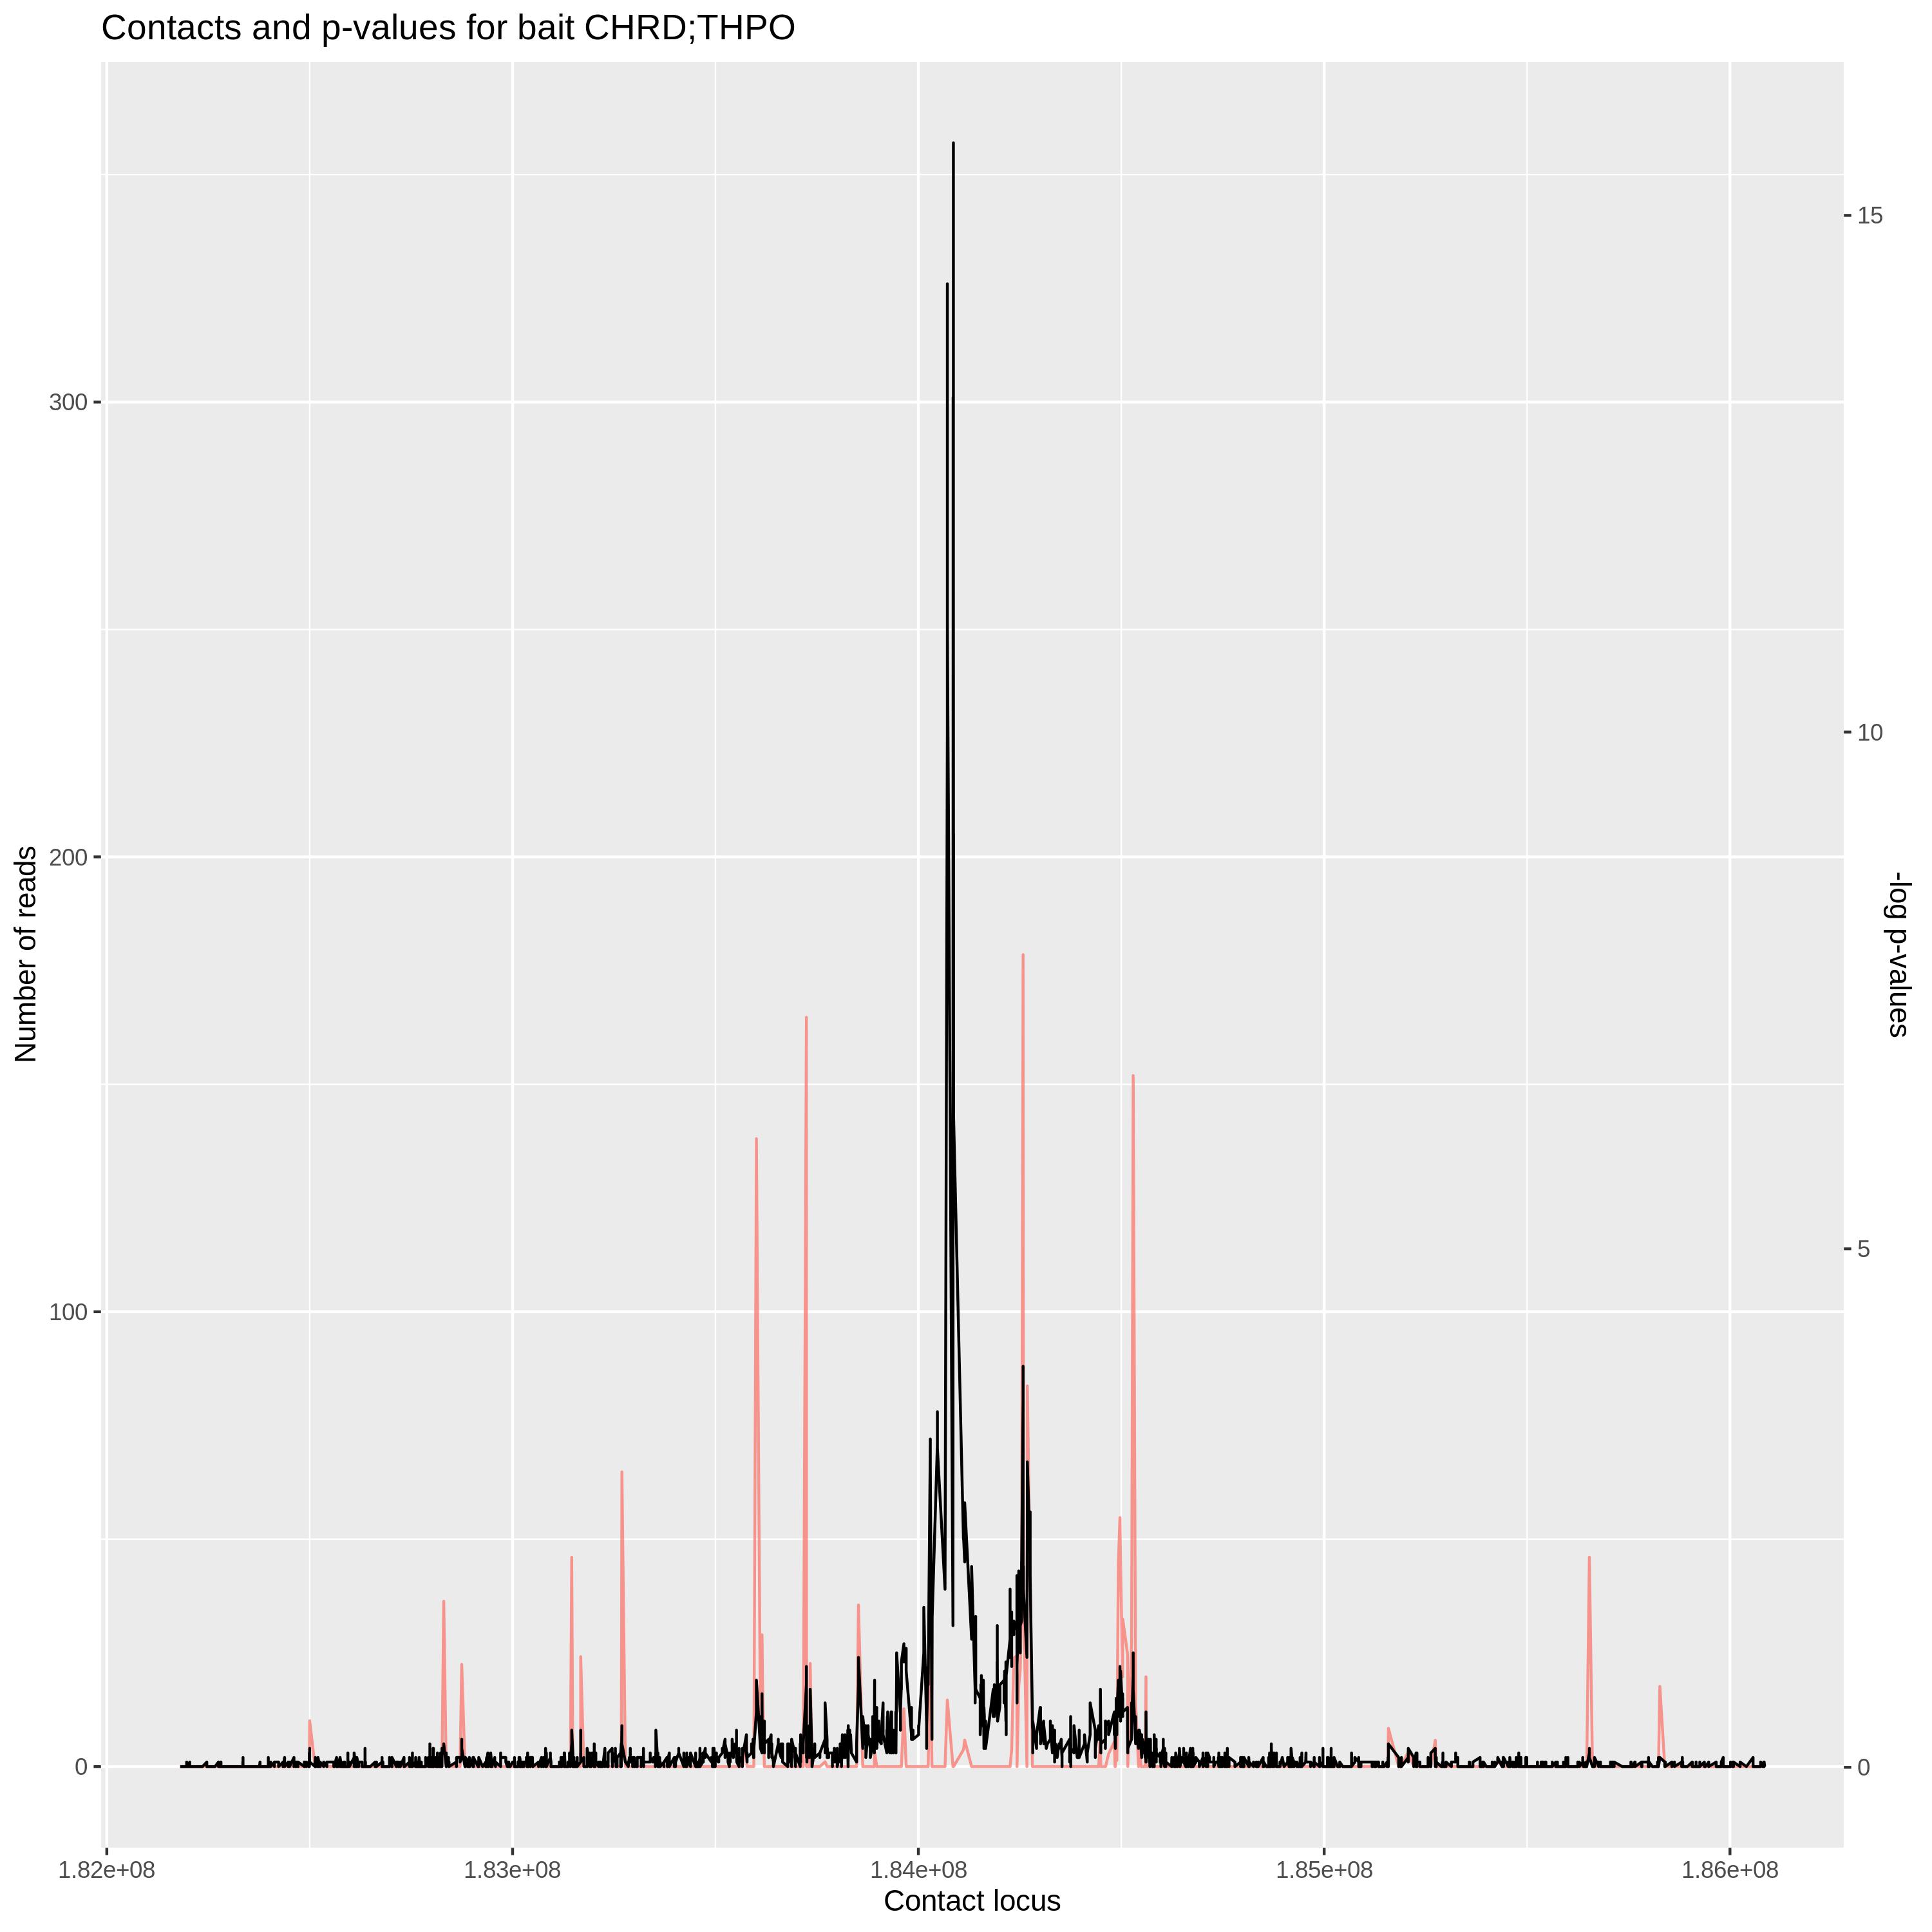 Contacts and p-values for bait CHRD;THPO
Number of reads
300
200
100
0
15
10
5
0
-log p-values
1.82e+08
1.83e+08
1.84e+08
1.85e+08
1.86e+08
Contact locus